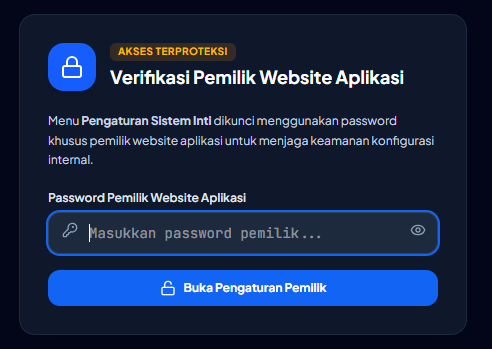 AKSES TERPROTEKSI
Verifikasi Pemilik Website Aplikasi
Menu Pengaturan Sistem Inti dikunci menggunakan password
khusus pemilik website aplikasi untuk menjaga keamanan konfigurasi
internal.
Password Pemilik Website Aplikasi
Masukkan password pemilik...
Buka Pengaturan Pemilik